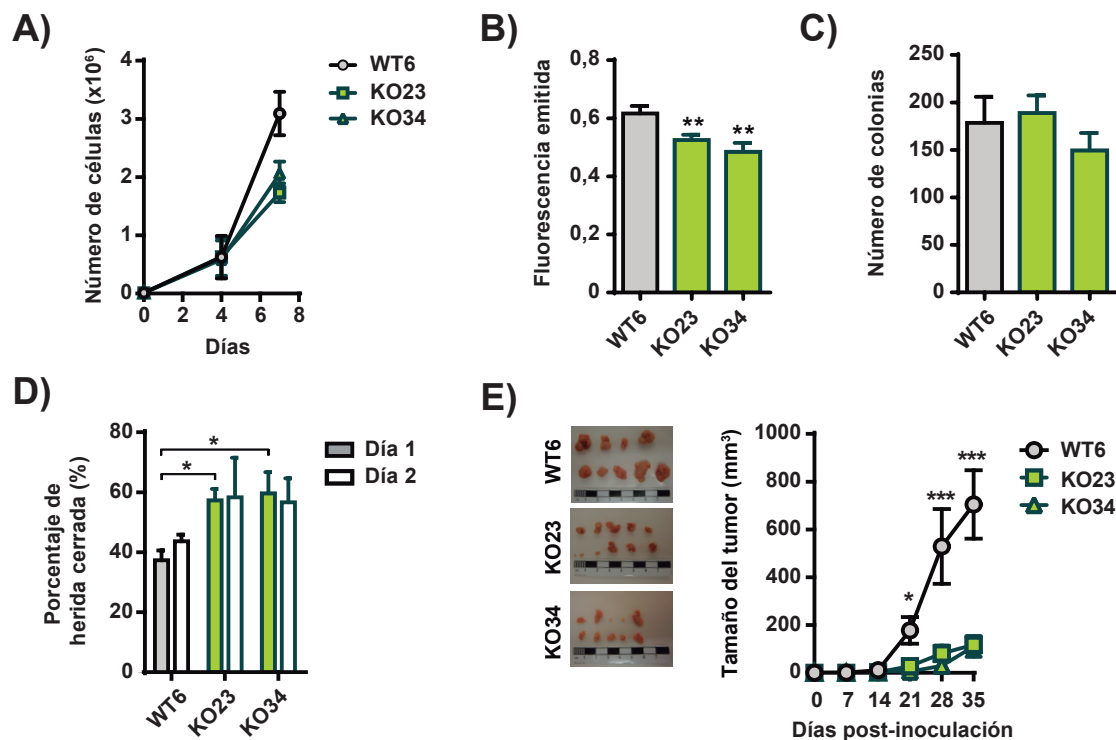 A)
Número de células (x10⁶)
4
3
2
1
0
0 2 4 6 8
Días
WT6
KO23
KO34
B)
Fluorescencia emitida
0,8
0,6
0,4
0,2
0
** **
WT6 KO23 KO34
C)
Número de colonias
250
200
150
100
50
0
WT6 KO23 KO34
D)
Porcentaje de
herida cerrada (%)
80
60
40
20
0
*
*
WT6 KO23 KO34
Día 1
Día 2
E)
WT6
KO23
KO34
Tamaño del tumor (mm³)
1000
800
600
400
200
0
*
***
***
0 7 14 21 28 35
Días post-inoculación
WT6
KO23
KO34